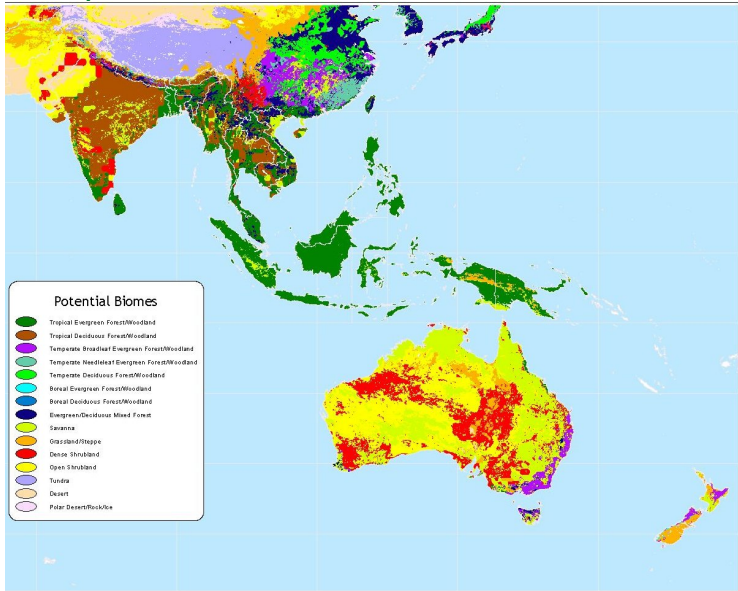 Potential Biomes
Tropical Evergreen Forest/Woodland
Tropical Deciduous Forest/Woodland
Temperate Broadleaf Evergreen Forest/Woodland
Temperate Needleleaf Evergreen Forest/Woodland
Temperate Deciduous Forest/Woodland
Boreal Evergreen Forest/Woodland
Boreal Deciduous Forest/Woodland
Evergreen/Deciduous Mixed Forest
Savanna
Grassland/Steppe
Dense Shrubland
Open Shrubland
Tundra
Desert
Polar Desert/Rock/Ice